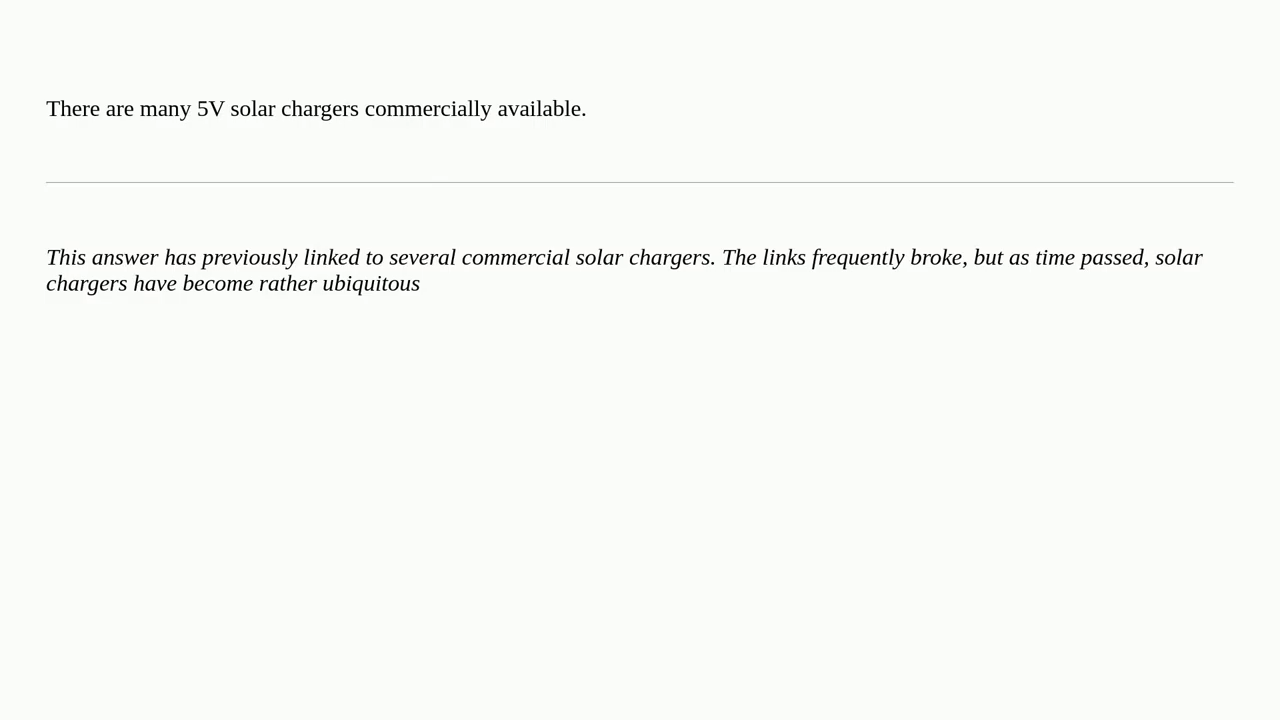 There are many 5V solar chargers commercially available.
This answer has previously linked to several commercial solar chargers. The links frequently broke, but as time passed, solar
chargers have become rather ubiquitous